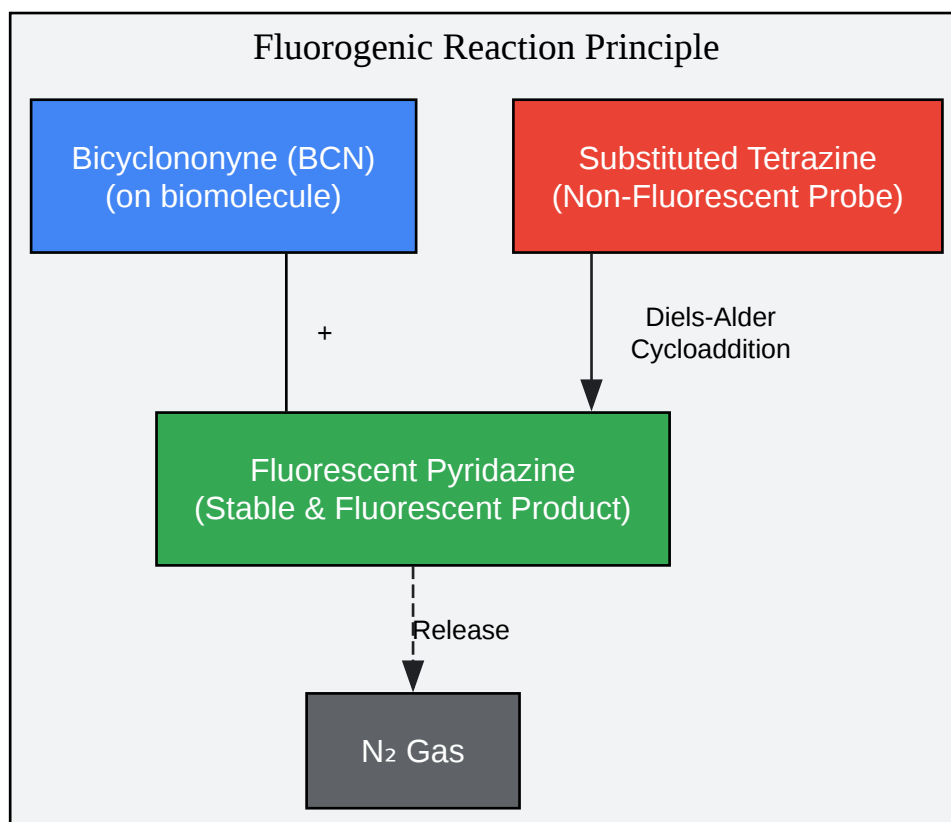 Fluorogenic Reaction Principle
Bicyclononyne (BCN)
(on biomolecule)
Substituted Tetrazine
(Non-Fluorescent Probe)
+
Diels-Alder
Cycloaddition
Fluorescent Pyridazine
(Stable & Fluorescent Product)
Release
N₂ Gas